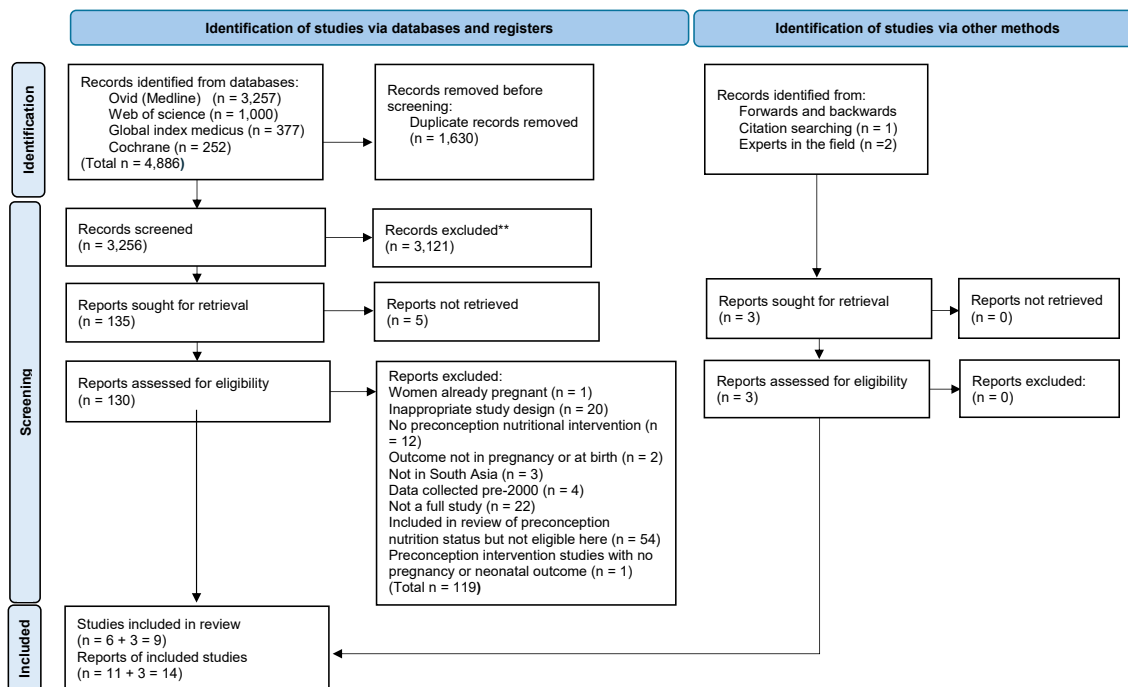 Identification of studies via databases and registers
Identification of studies via other methods
Identification
Records identified from databases:
Ovid (Medline) (n = 3,257)
Web of science (n = 1,000)
Global index medicus (n = 377)
Cochrane (n = 252)
(Total n = 4,886)
Records removed before
screening:
Duplicate records removed
(n = 1,630)
Records identified from:
Forwards and backwards
Citation searching (n = 1)
Experts in the field (n =2)
Screening
Records screened
(n = 3,256)
Records excluded**
(n = 3,121)
Reports sought for retrieval
(n = 135)
Reports not retrieved
(n = 5)
Reports sought for retrieval
(n = 3)
Reports not retrieved
(n = 0)
Reports assessed for eligibility
(n = 130)
Reports excluded:
Women already pregnant (n = 1)
Inappropriate study design (n = 20)
No preconception nutritional intervention (n
= 12)
Outcome not in pregnancy or at birth (n = 2)
Not in South Asia (n = 3)
Data collected pre-2000 (n = 4)
Not a full study (n = 22)
Included in review of preconception
nutrition status but not eligible here (n = 54)
Preconception intervention studies with no
pregnancy or neonatal outcome (n = 1)
(Total n = 119)
Reports assessed for eligibility
(n = 3)
Reports excluded:
(n = 0)
Included
Studies included in review
(n = 6 + 3 = 9)
Reports of included studies
(n = 11 + 3 = 14)